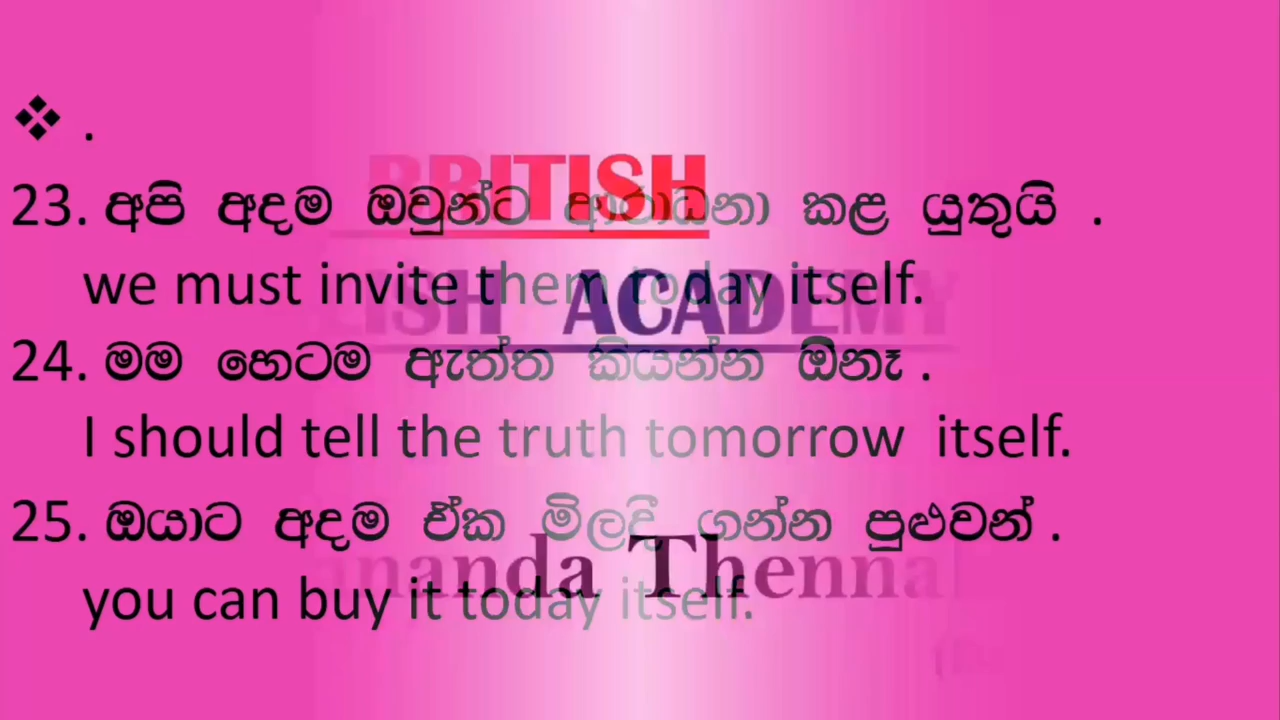 ❖ .
BRITISH
23. අපි අදම ඔවුන්ට ආරාධනා කළ යුතුයි .
we must invite them today itself.
ACADEMY
24. මම හෙටම ඇත්ත කියන්න ඕනෑ .
I should tell the truth tomorrow itself.
25. ඔයාට අදම ඒක මිලදී ගන්න පුළුවන් .
you can buy it today itself.